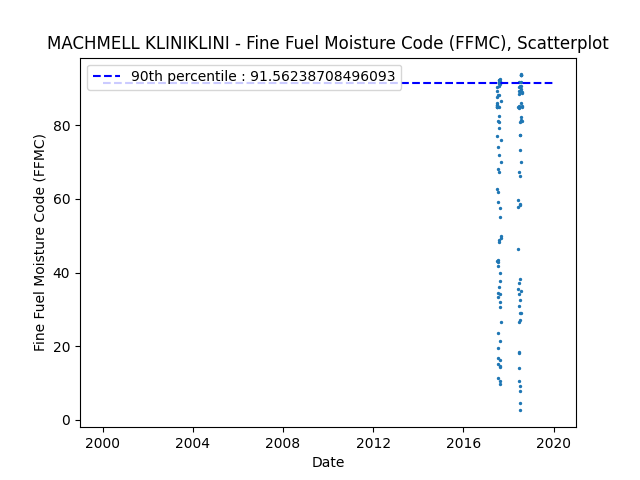 MACHMELL KLINIKLINI - Fine Fuel Moisture Code (FFMC), Scatterplot
90th percentile : 91.56238708496093
80
60
40
20
0
Fine Fuel Moisture Code (FFMC)
2000 2004 2008 2012 2016 2020
Date